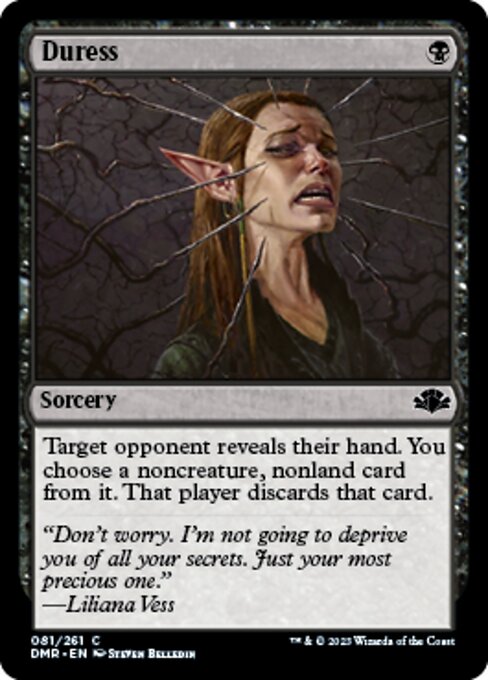 Duress
Sorcery
Target opponent reveals their hand. You
choose a noncreature, nonland card
from it. That player discards that card.
“Don’t worry. I’m not going to deprive
you of all your secrets. Just your most
precious one.”
—Liliana Vess
081/261 C
DMR • EN Steven Belledin
™ & © 2023 Wizards of the Coast